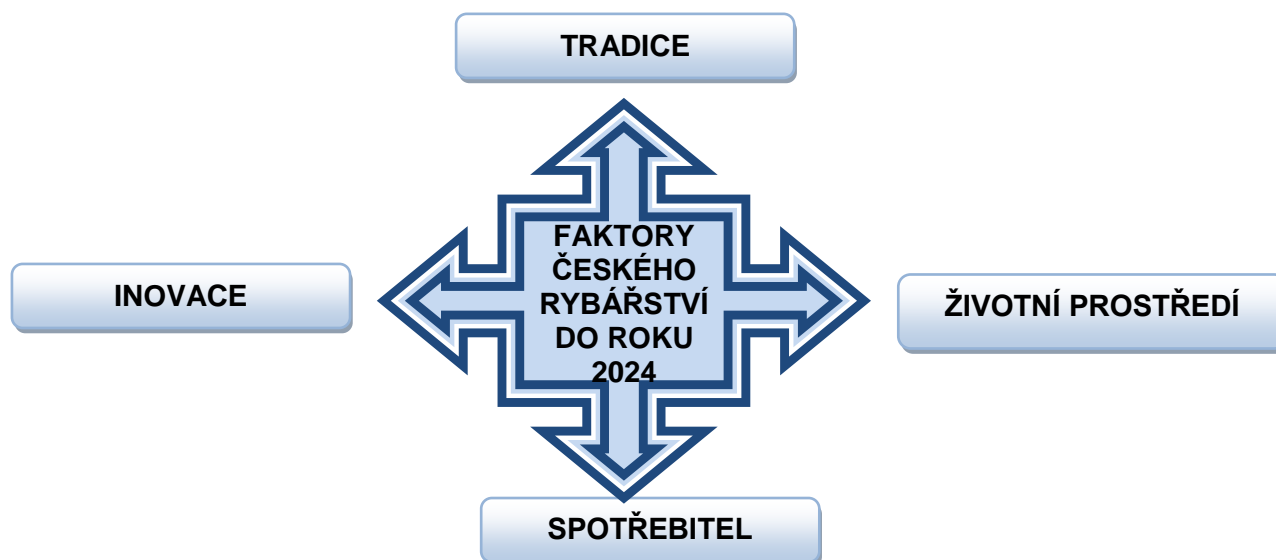 TRADICE
FAKTORY
ČESKÉHO
RYBÁŘSTVÍ
DO ROKU
2024
INOVACE
ŽIVOTNÍ PROSTŘEDÍ
SPOTŘEBITEL